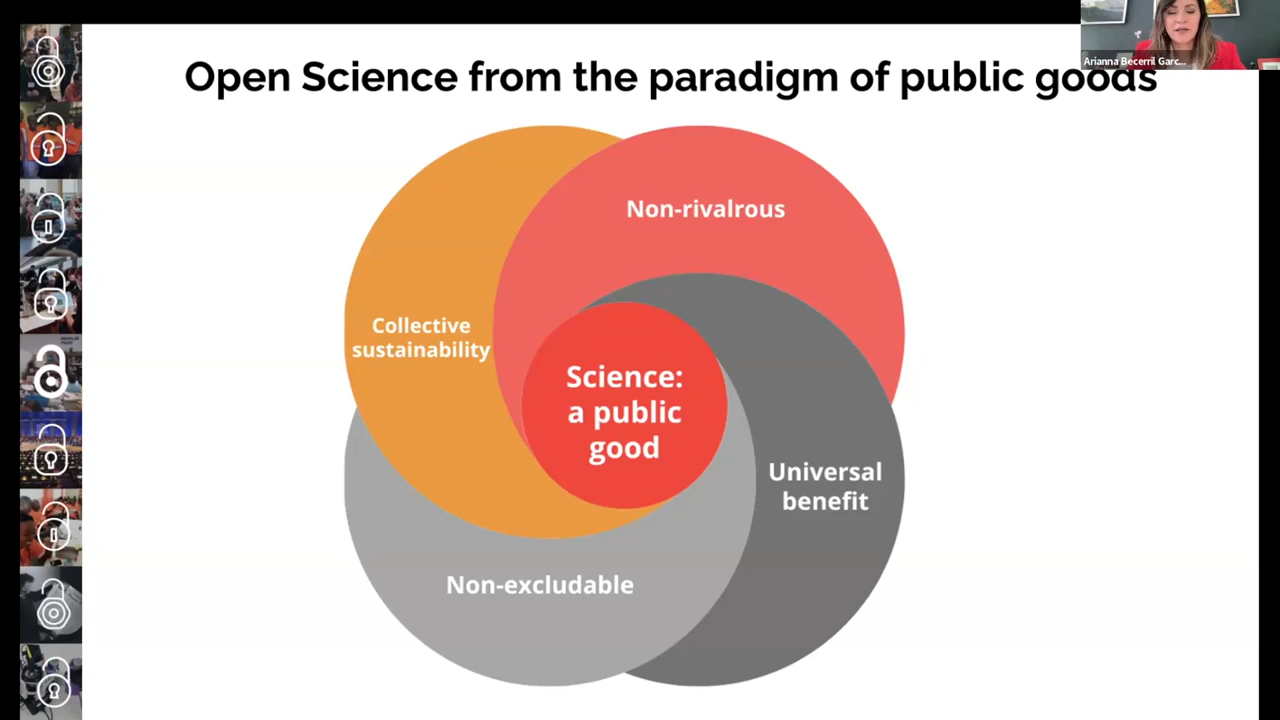 Open Science from the paradigm of public goods
Arianna Becerril Garc...
Non-rivalrous
Collective
sustainability
Science:
a public
good
Universal
benefit
Non-excludable